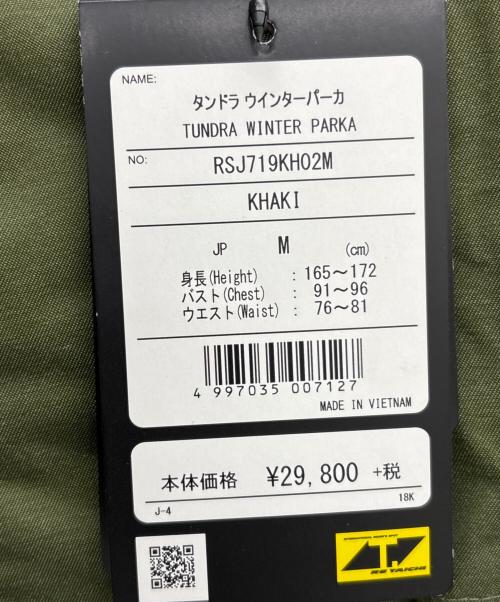 NAME:
タンドラ ウインターパーカ
TUNDRA WINTER PARKA
NO:
RSJ719KH02M
KHAKI
JP M (cm)
身長(Height) : 165～172
バスト(Chest) : 91～96
ウエスト(Waist) : 76～81
4 997035 007127
MADE IN VIETNAM
本体価格 ¥29,800 +税
J-4 18K
RS TAICHI